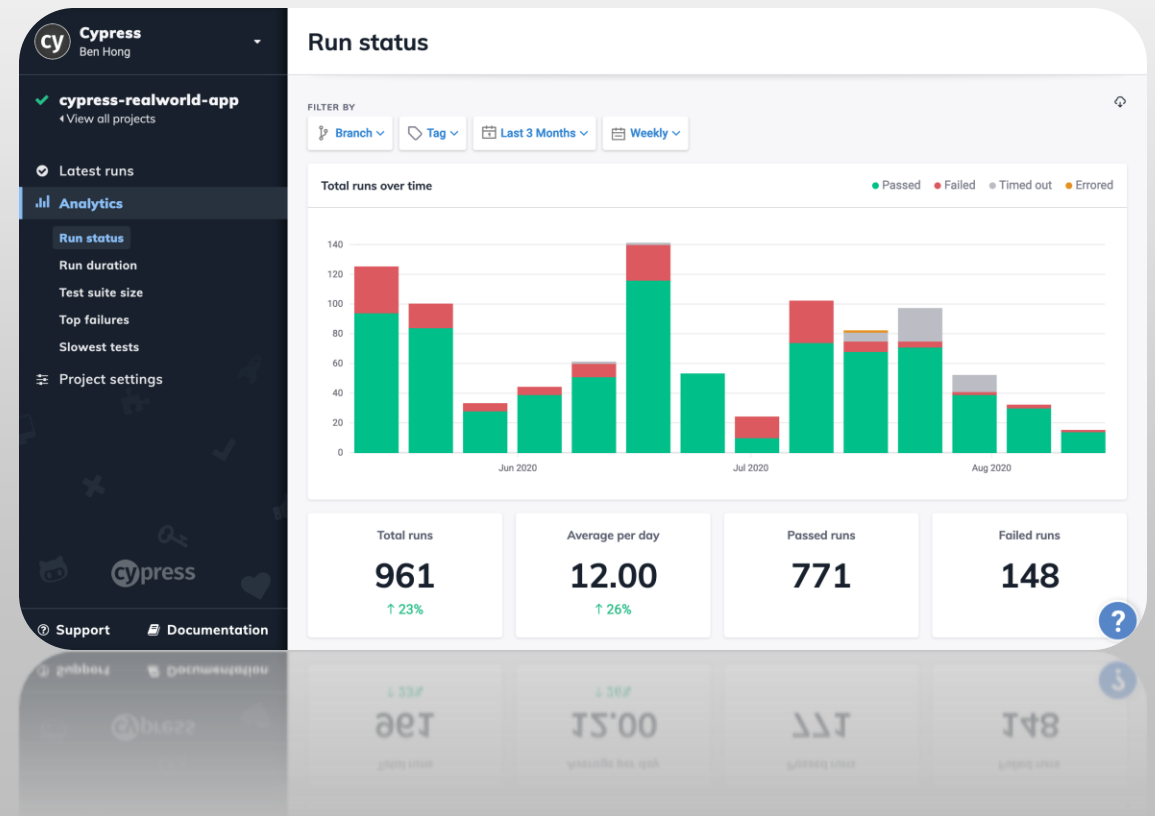 cy Cypress
Ben Hong
cypress-realworld-app
View all projects
Latest runs
Analytics
Run status
Run duration
Test suite size
Top failures
Slowest tests
Project settings
cypress
Support Documentation
Run status
FILTER BY
Branch Tag Last 3 Months Weekly
Total runs over time Passed Failed Timed out Errored
140
120
100
80
60
40
20
0
Jun 2020 Jul 2020 Aug 2020
Total runs Average per day Passed runs Failed runs
961 12.00 771 148
↑ 23% ↑ 26%
?